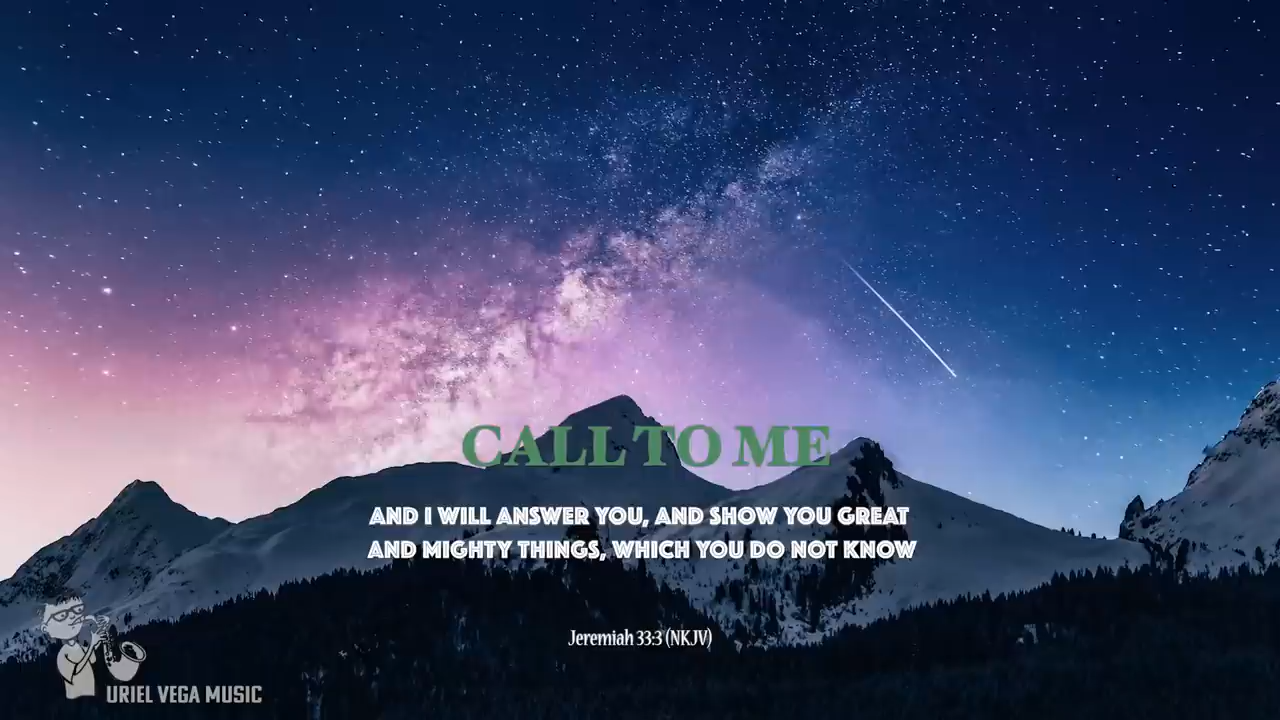 CALL TO ME
AND I WILL ANSWER YOU, AND SHOW YOU GREAT
AND MIGHTY THINGS, WHICH YOU DO NOT KNOW
Jeremiah 33:3 (NKJV)
URIEL VEGA MUSIC